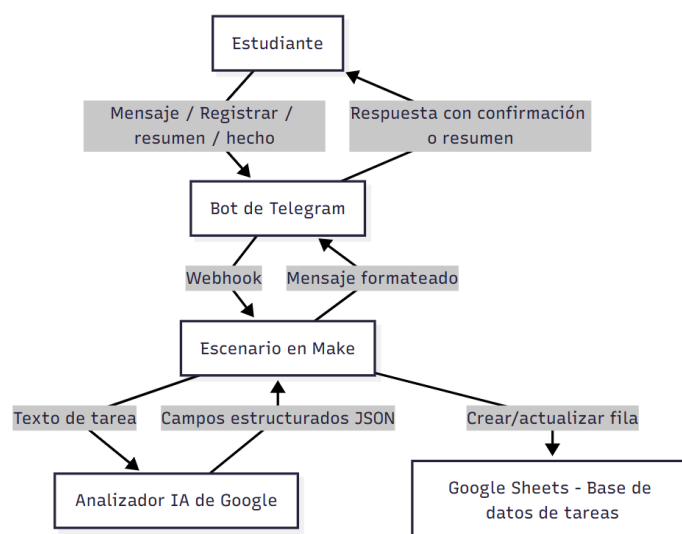 Estudiante
Mensaje / Registrar /
resumen / hecho
Respuesta con confirmación
o resumen
Bot de Telegram
Webhook
Mensaje formateado
Escenario en Make
Texto de tarea
Campos estructurados JSON
Crear/actualizar fila
Analizador IA de Google
Google Sheets - Base de
datos de tareas